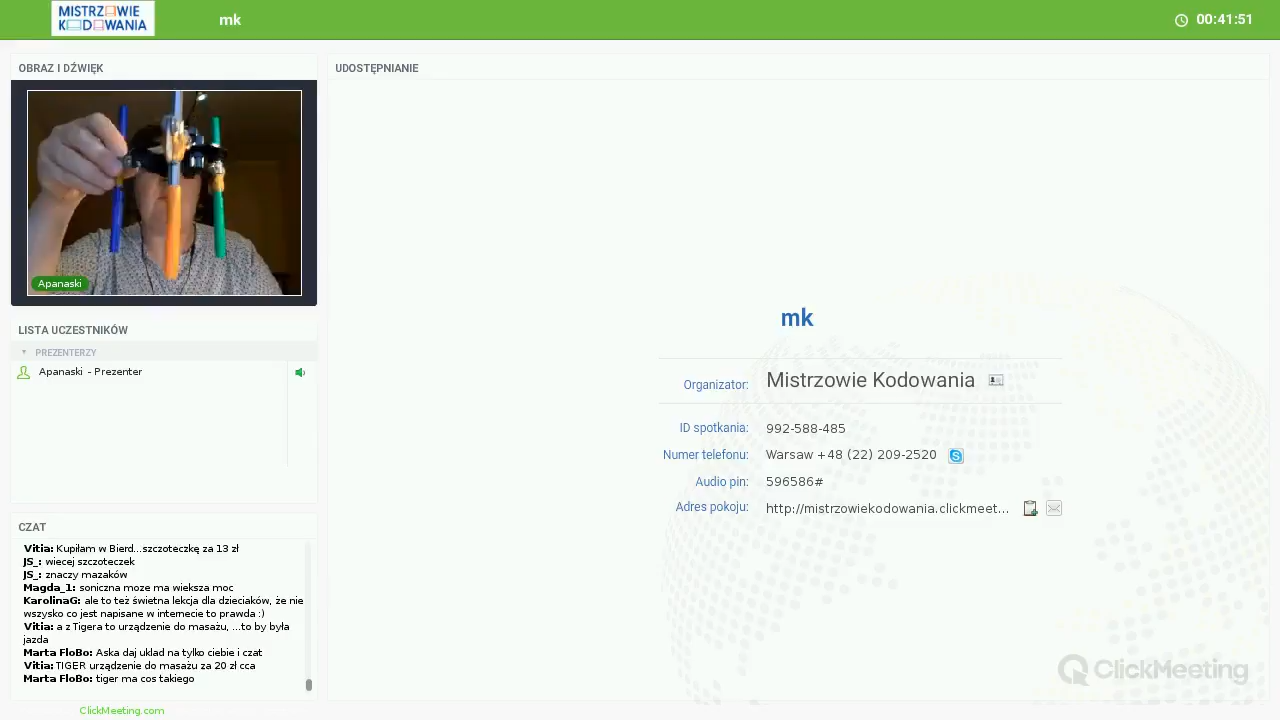 MISTRZOWIE
KODOWANIA
mk
00:41:51
OBRAZ I DŹWIĘK
UDOSTĘPNIANIE
Apanaski
LISTA UCZESTNIKÓW
PREZENTERZY
Apanaski - Prezenter
mk
Organizator: Mistrzowie Kodowania
ID spotkania: 992-588-485
Numer telefonu: Warsaw +48 (22) 209-2520
Audio pin: 596586#
Adres pokoju: http://mistrzowiekodowania.clickmeet...
CZAT
Vitia: Kupiłam w Bierd...szczoteczkę za 13 zł
JS_: wiecej szczoteczek
JS_: znaczy mazaków
Magda_1: soniczna moze ma wieksza moc
KarolinaG: ale to też świetna lekcja dla dzieciaków, że nie
wszysko co jest napisane w internecie to prawda :)
Vitia: a z Tigera to urządzenie do masażu, ...to by była
jazda
Marta FloBo: Aska daj uklad na tylko ciebie i czat
Vitia: TIGER urządzenie do masażu za 20 zł cca
Marta FloBo: tiger ma cos takiego
ClickMeeting
ClickMeeting.com